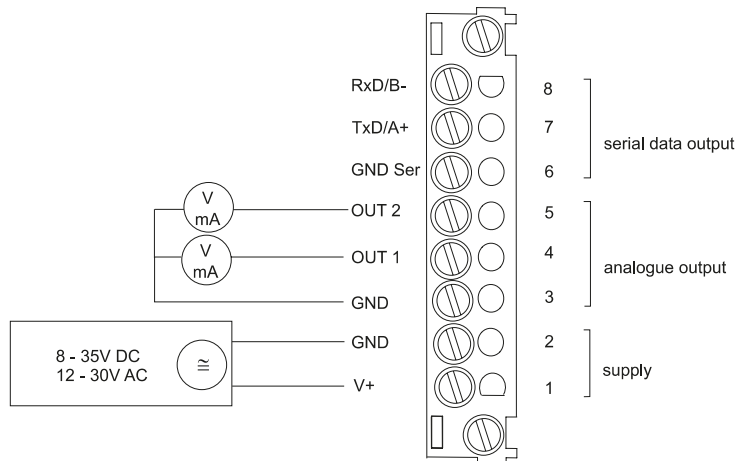 RxD/B- 8
TxD/A+ 7
serial data output
GND Ser 6
V
mA
OUT 2 5
V
mA
OUT 1 4
analogue output
GND 3
GND 2
8 - 35V DC
12 - 30V AC
≅
supply
V+ 1